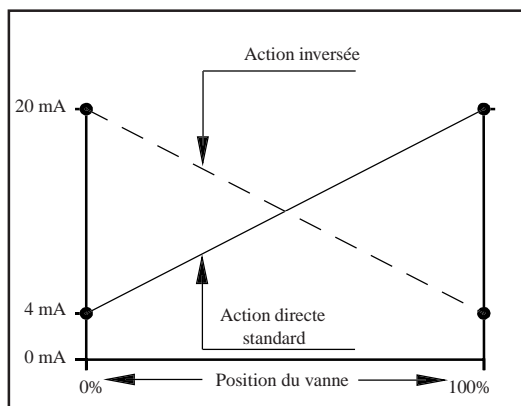 Action inversée
20 mA
4 mA
Action directe
standard
0 mA
0%
Position du vanne
100%